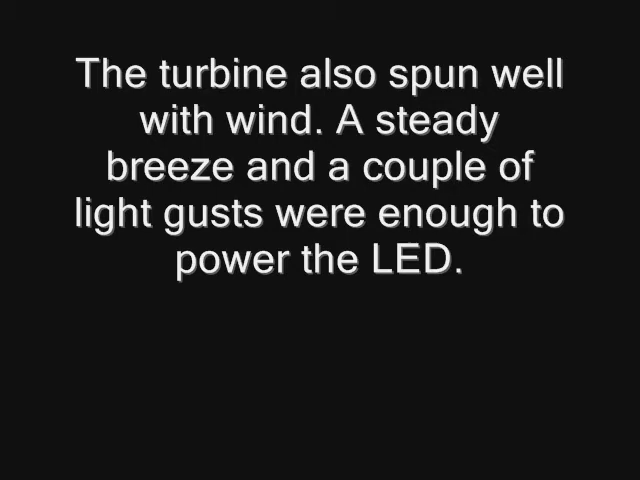 The turbine also spun well
with wind. A steady
breeze and a couple of
light gusts were enough to
power the LED.